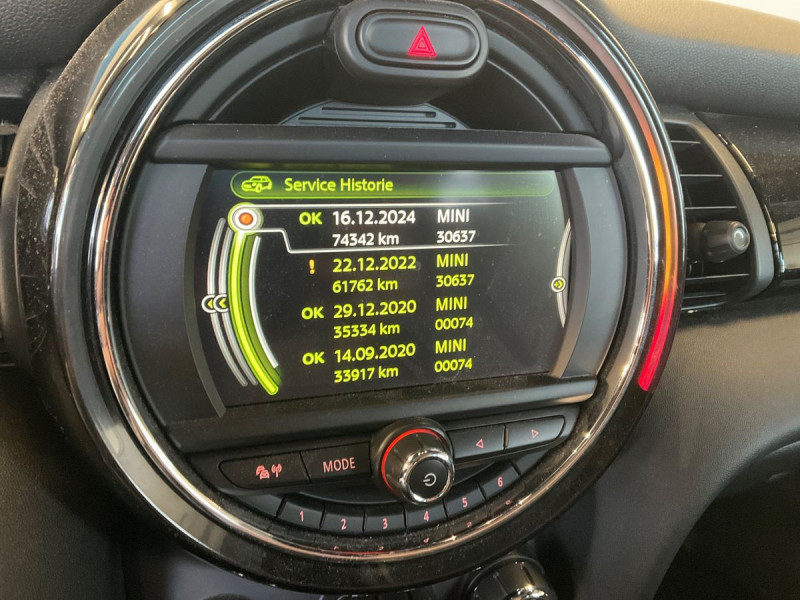 Service Historie
OK 16.12.2024 MINI
74342 km 30637
! 22.12.2022 MINI
61762 km 30637
OK 29.12.2020 MINI
35334 km 00074
OK 14.09.2020 MINI
33917 km 00074
MODE
1 2 3 4 5 6